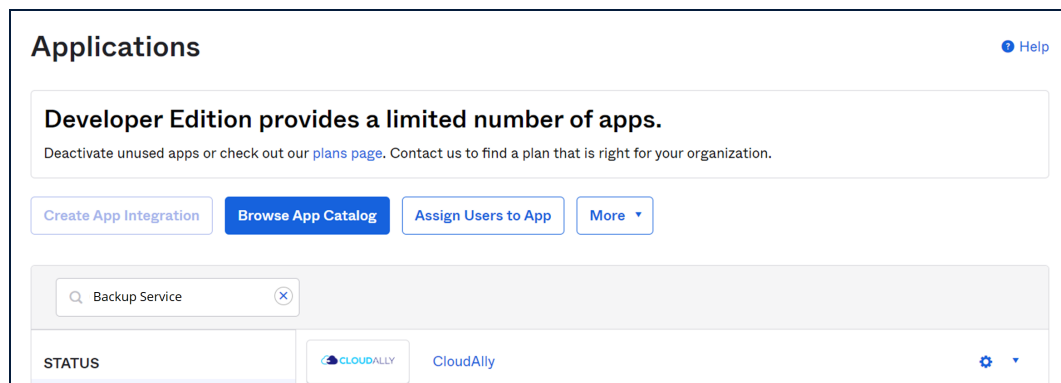 Applications
Help
Developer Edition provides a limited number of apps.
Deactivate unused apps or check out our plans page. Contact us to find a plan that is right for your organization.
Create App Integration Browse App Catalog Assign Users to App More
Backup Service
STATUS CLOUDALLY CloudAlly